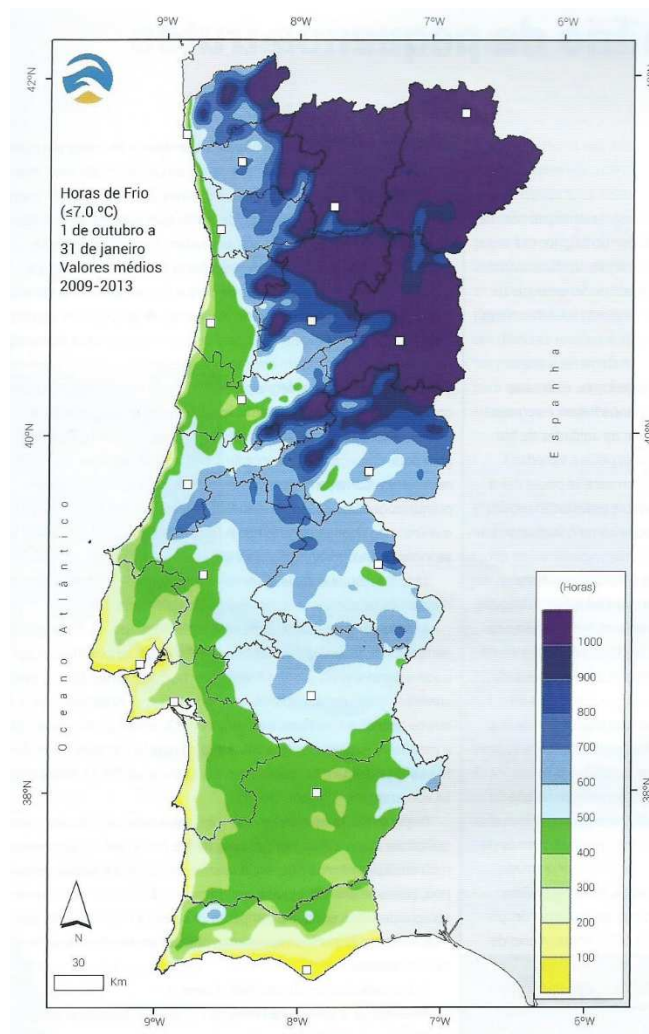 9ºW
8ºW
7ºW
6ºW
42ºN
Horas de Frio
(≤7.0 ºC)
1 de outubro a
31 de janeiro
Valores médios
2009-2013
Espanha
40ºN
Oceano Atlântico
(Horas)
1000
900
800
700
600
500
400
300
200
100
38ºN
38ºN
N
30
Km
9ºW
8ºW
7ºW
6ºW